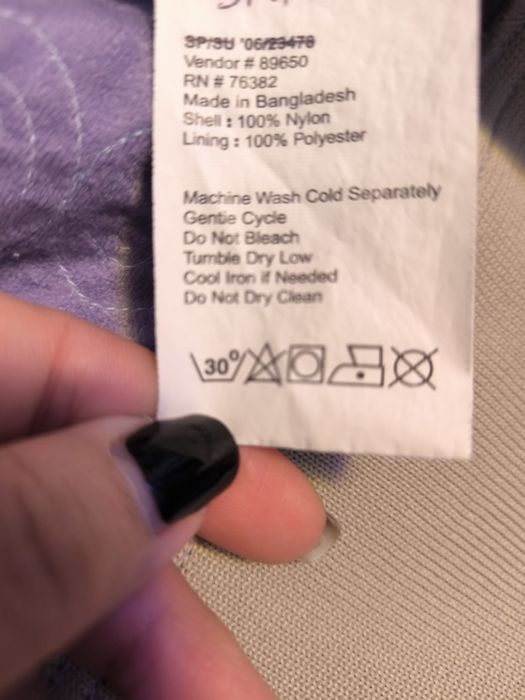 SP/SU '06/23478
Vendor # 89650
RN # 76382
Made in Bangladesh
Shell : 100% Nylon
Lining : 100% Polyester
Machine Wash Cold Separately
Gentle Cycle
Do Not Bleach
Tumble Dry Low
Cool Iron if Needed
Do Not Dry Clean
30°